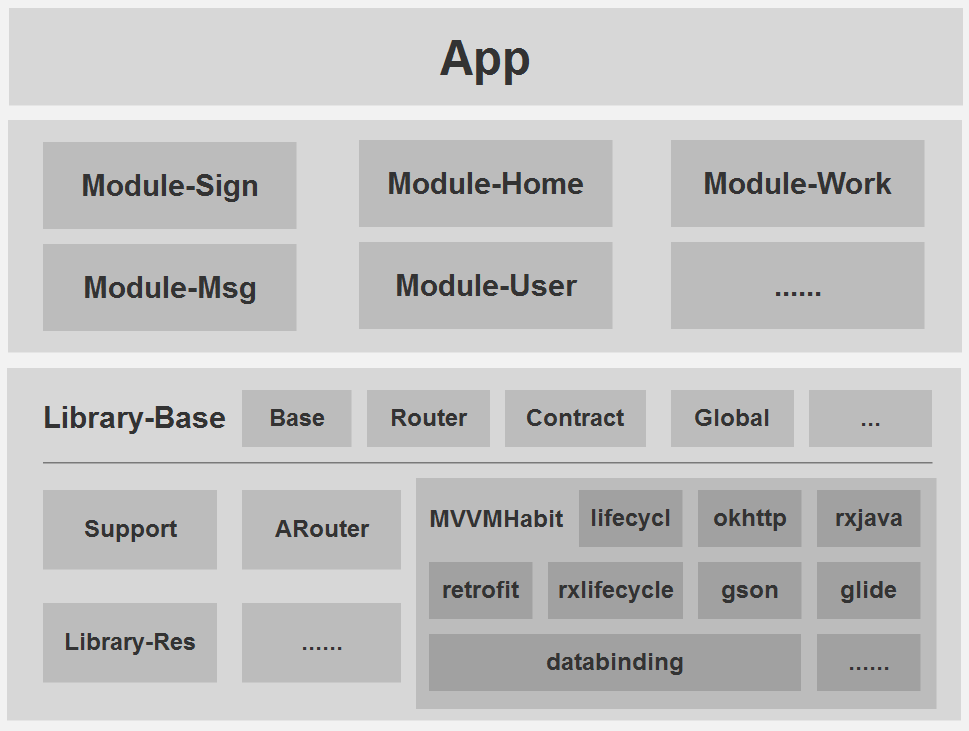 App
Module-Sign
Module-Home
Module-Work
Module-Msg
Module-User
......
Library-Base
Base
Router
Contract
Global
...
Support
ARouter
MVVMHabit
lifecycl
okhttp
rxjava
retrofit
rxlifecycle
gson
glide
Library-Res
......
databinding
......